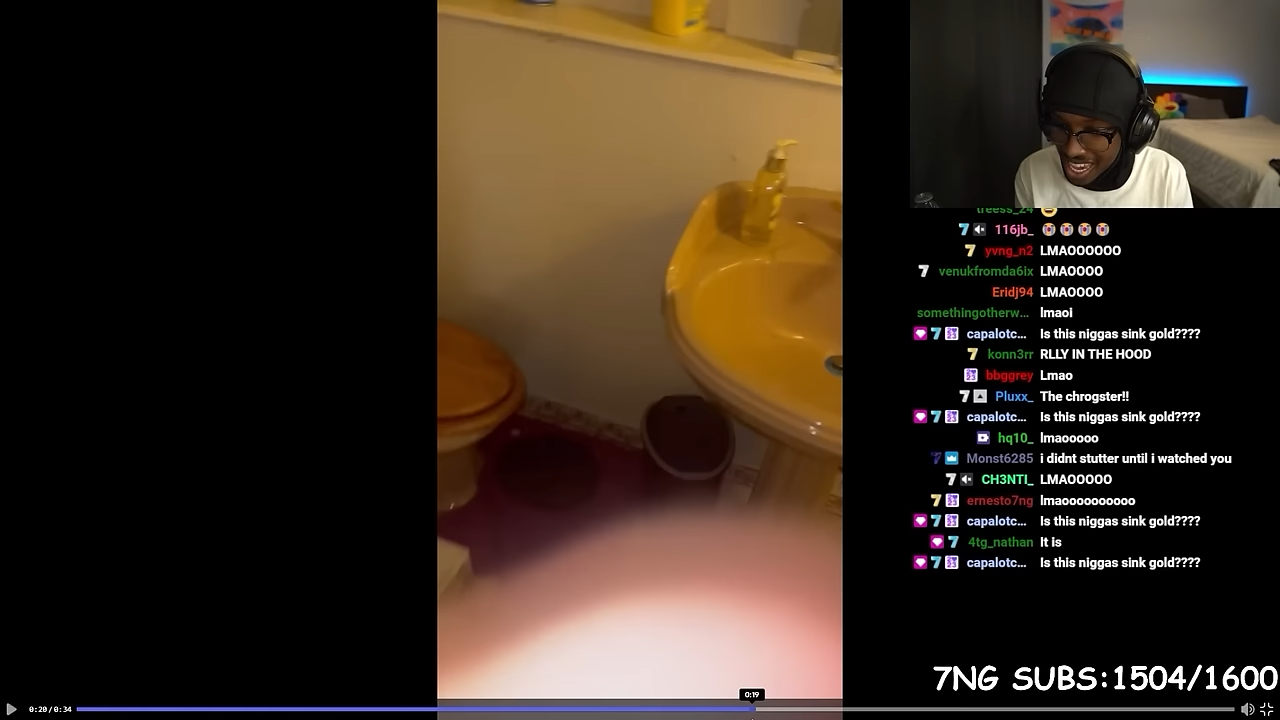 treess_24
116jb_
yvng_n2 LMAOOOOOO
venukfromda6ix LMAOOOO
Eridj94 LMAOOOO
somethingotherw... lmaoi
capalotc... Is this niggas sink gold????
konn3rr RLLY IN THE HOOD
bbggrey Lmao
Pluxx_ The chrogster!!
capalotc... Is this niggas sink gold????
hq10_ lmaooooo
Monst6285 i didnt stutter until i watched you
CH3NTI_ LMAOOOOO
ernesto7ng lmaoooooooooo
capalotc... Is this niggas sink gold????
4tg_nathan It is
capalotc... Is this niggas sink gold????
7NG SUBS:1504/1600
0:19
0:20/0:34